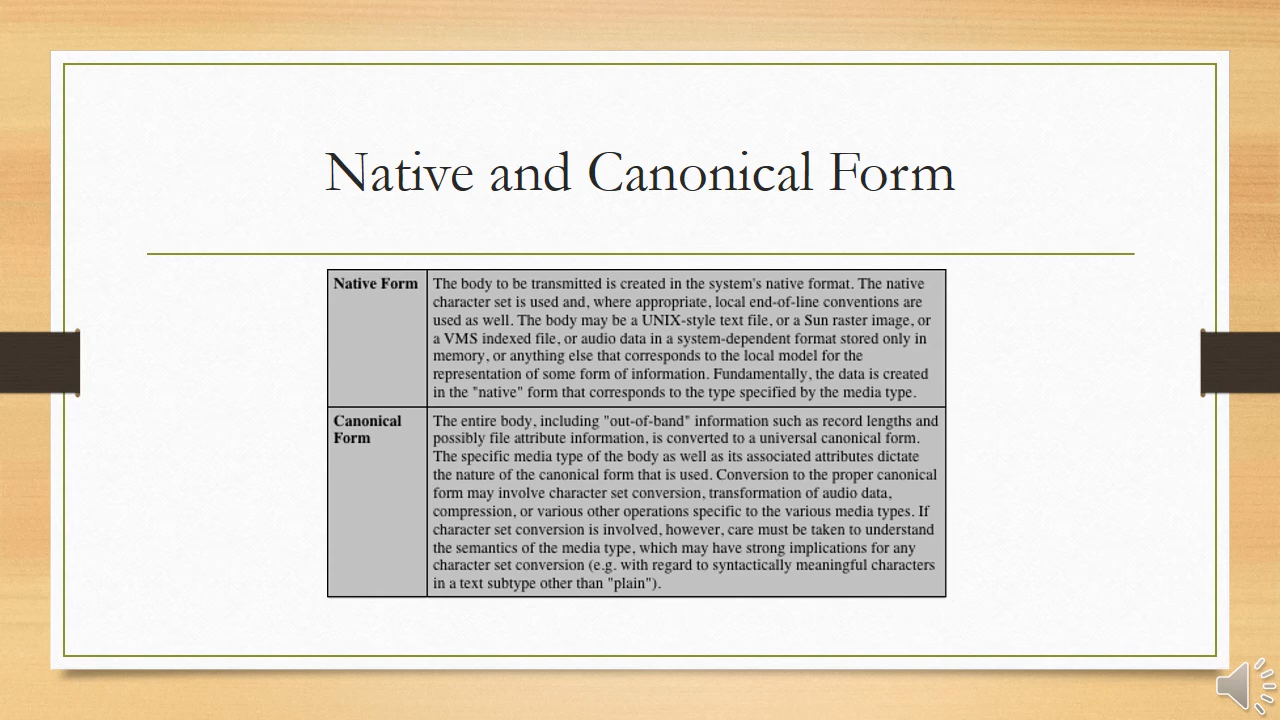 Native and Canonical Form
Native Form
The body to be transmitted is created in the system's native format. The native
character set is used and, where appropriate, local end-of-line conventions are
used as well. The body may be a UNIX-style text file, or a Sun raster image, or
a VMS indexed file, or audio data in a system-dependent format stored only in
memory, or anything else that corresponds to the local model for the
representation of some form of information. Fundamentally, the data is created
in the "native" form that corresponds to the type specified by the media type.
Canonical
Form
The entire body, including "out-of-band" information such as record lengths and
possibly file attribute information, is converted to a universal canonical form.
The specific media type of the body as well as its associated attributes dictate
the nature of the canonical form that is used. Conversion to the proper canonical
form may involve character set conversion, transformation of audio data,
compression, or various other operations specific to the various media types. If
character set conversion is involved, however, care must be taken to understand
the semantics of the media type, which may have strong implications for any
character set conversion (e.g. with regard to syntactically meaningful characters
in a text subtype other than "plain").